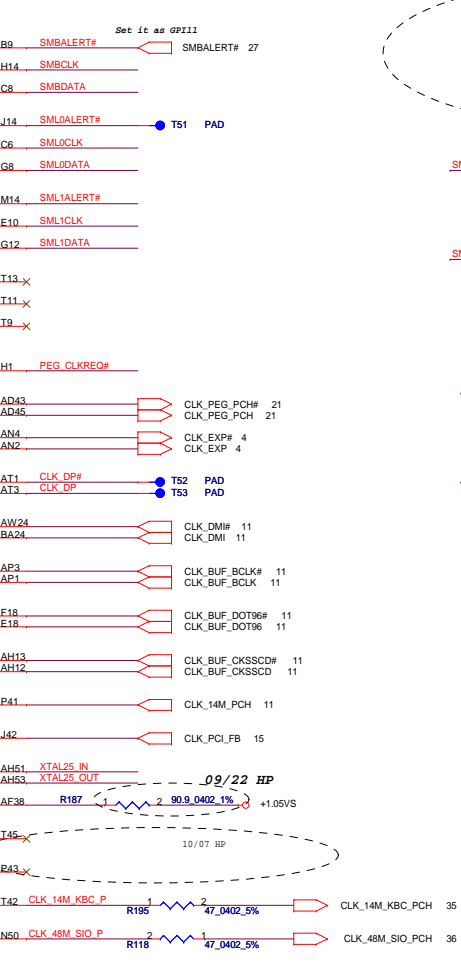 Set it as GPI11
B9 SMBALERT# SMBALERT# 27
H14 SMBCLK
C8 SMBDATA
J14 SML0ALERT# T51 PAD
C6 SML0CLK
G8 SML0DATA
SM
M14 SML1ALERT#
E10 SML1CLK
G12 SML1DATA
SM
T13
T11
T9
H1 PEG_CLKREQ#
AD43 CLK_PEG_PCH# 21
AD45 CLK_PEG_PCH 21
AN4 CLK_EXP# 4
AN2 CLK_EXP 4
AT1 CLK_DP# T52 PAD
AT3 CLK_DP T53 PAD
AW24 CLK_DMI# 11
BA24 CLK_DMI 11
AP3 CLK_BUF_BCLK# 11
AP1 CLK_BUF_BCLK 11
F18 CLK_BUF_DOT96# 11
E18 CLK_BUF_DOT96 11
AH13 CLK_BUF_CKSSCD# 11
AH12 CLK_BUF_CKSSCD 11
P41 CLK_14M_PCH 11
J42 CLK_PCI_FB 15
AH51 XTAL25_IN
AH53 XTAL25_OUT 09/22 HP
AF38 R187 1 2 90.9_0402_1% +1.05VS
T45
10/07 HP
P43
T42 CLK_14M_KBC_P R195 1 2 47_0402_5% CLK_14M_KBC_PCH 35
N50 CLK_48M_SIO_P R118 2 1 47_0402_5% CLK_48M_SIO_PCH 36